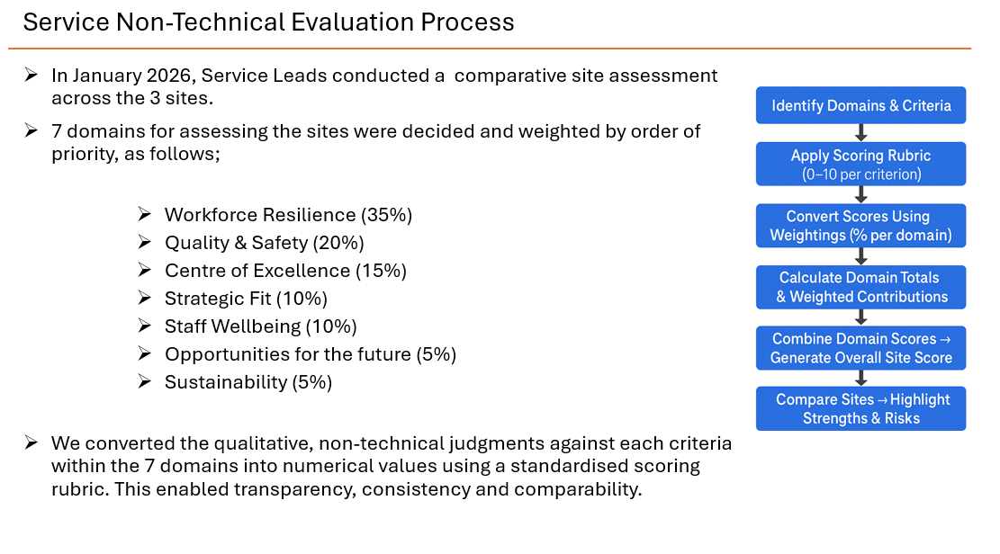 Service Non-Technical Evaluation Process
In January 2026, Service Leads conducted a comparative site assessment
across the 3 sites.
7 domains for assessing the sites were decided and weighted by order of
priority, as follows;
Workforce Resilience (35%)
Quality & Safety (20%)
Centre of Excellence (15%)
Strategic Fit (10%)
Staff Wellbeing (10%)
Opportunities for the future (5%)
Sustainability (5%)
We converted the qualitative, non-technical judgments against each criteria
within the 7 domains into numerical values using a standardised scoring
rubric. This enabled transparency, consistency and comparability.
Identify Domains & Criteria
Apply Scoring Rubric
(0–10 per criterion)
Convert Scores Using
Weightings (% per domain)
Calculate Domain Totals
& Weighted Contributions
Combine Domain Scores →
Generate Overall Site Score
Compare Sites → Highlight
Strengths & Risks